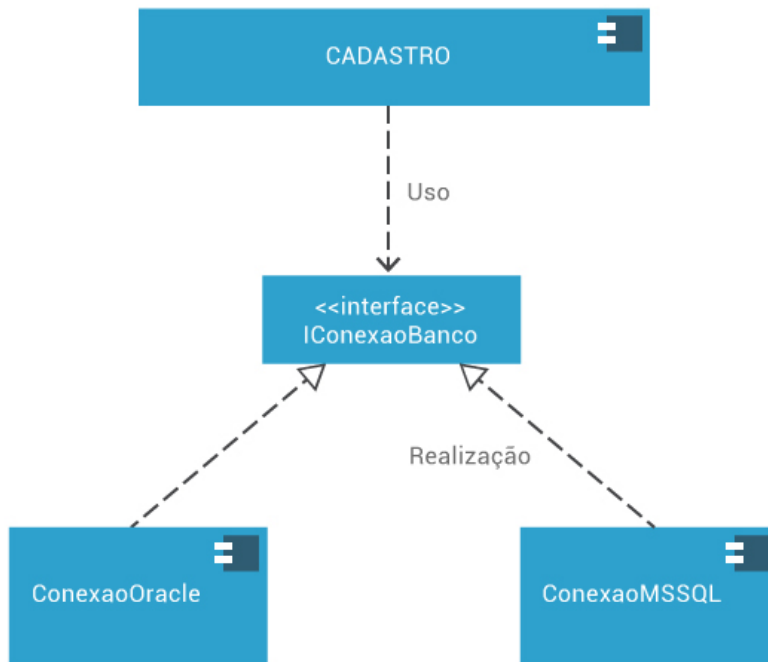 CADASTRO
Uso
<<interface>>
IConexaoBanco
Realização
ConexaoOracle
ConexaoMSSQL